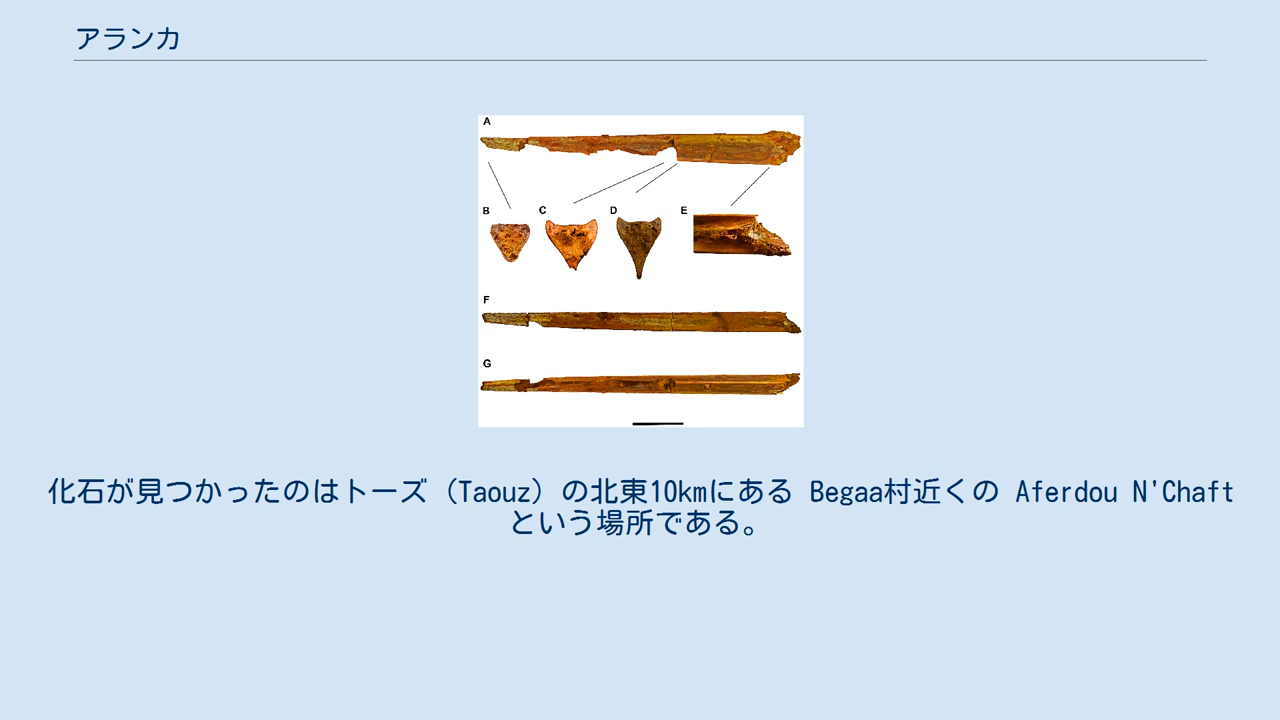 アランカ
A
B
C
D
E
F
G
化石が見つかったのはトーズ（Taouz）の北東10kmにある Begaa村近くの Aferdou N'Chaft
という場所である。